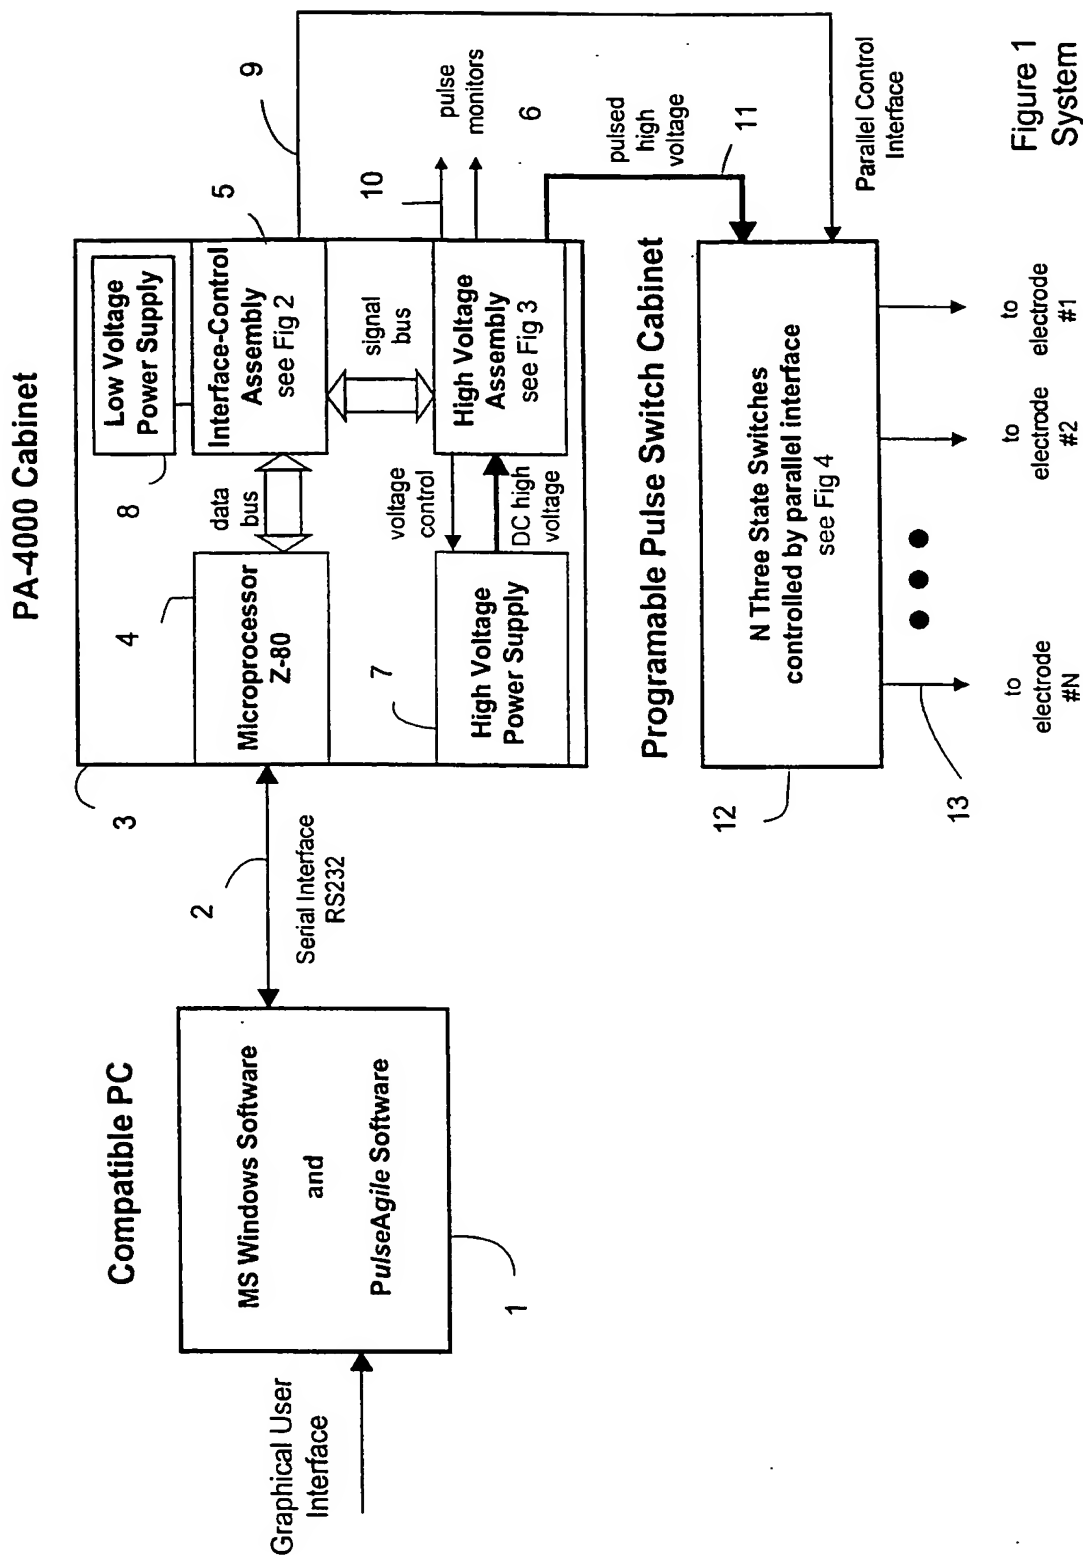 Compatible PC
MS Windows Software
and
PulseAgile Software
Graphical User
Interface
1
2
Serial Interface
RS232
PA-4000 Cabinet
3
4
Microprocessor
Z-80
data
bus
8
Low Voltage
Power Supply
Interface-Control
Assembly
see Fig 2
5
9
signal
bus
7
High Voltage
Power Supply
voltage
control
DC high
voltage
High Voltage
Assembly
see Fig 3
10
pulse
monitors
6
pulsed
high
voltage
11
Parallel Control
Interface
Programable Pulse Switch Cabinet
N Three State Switches
controlled by parallel interface
see Fig 4
12
13
to
electrode
#N
to
electrode
#2
to
electrode
#1
Figure 1
System